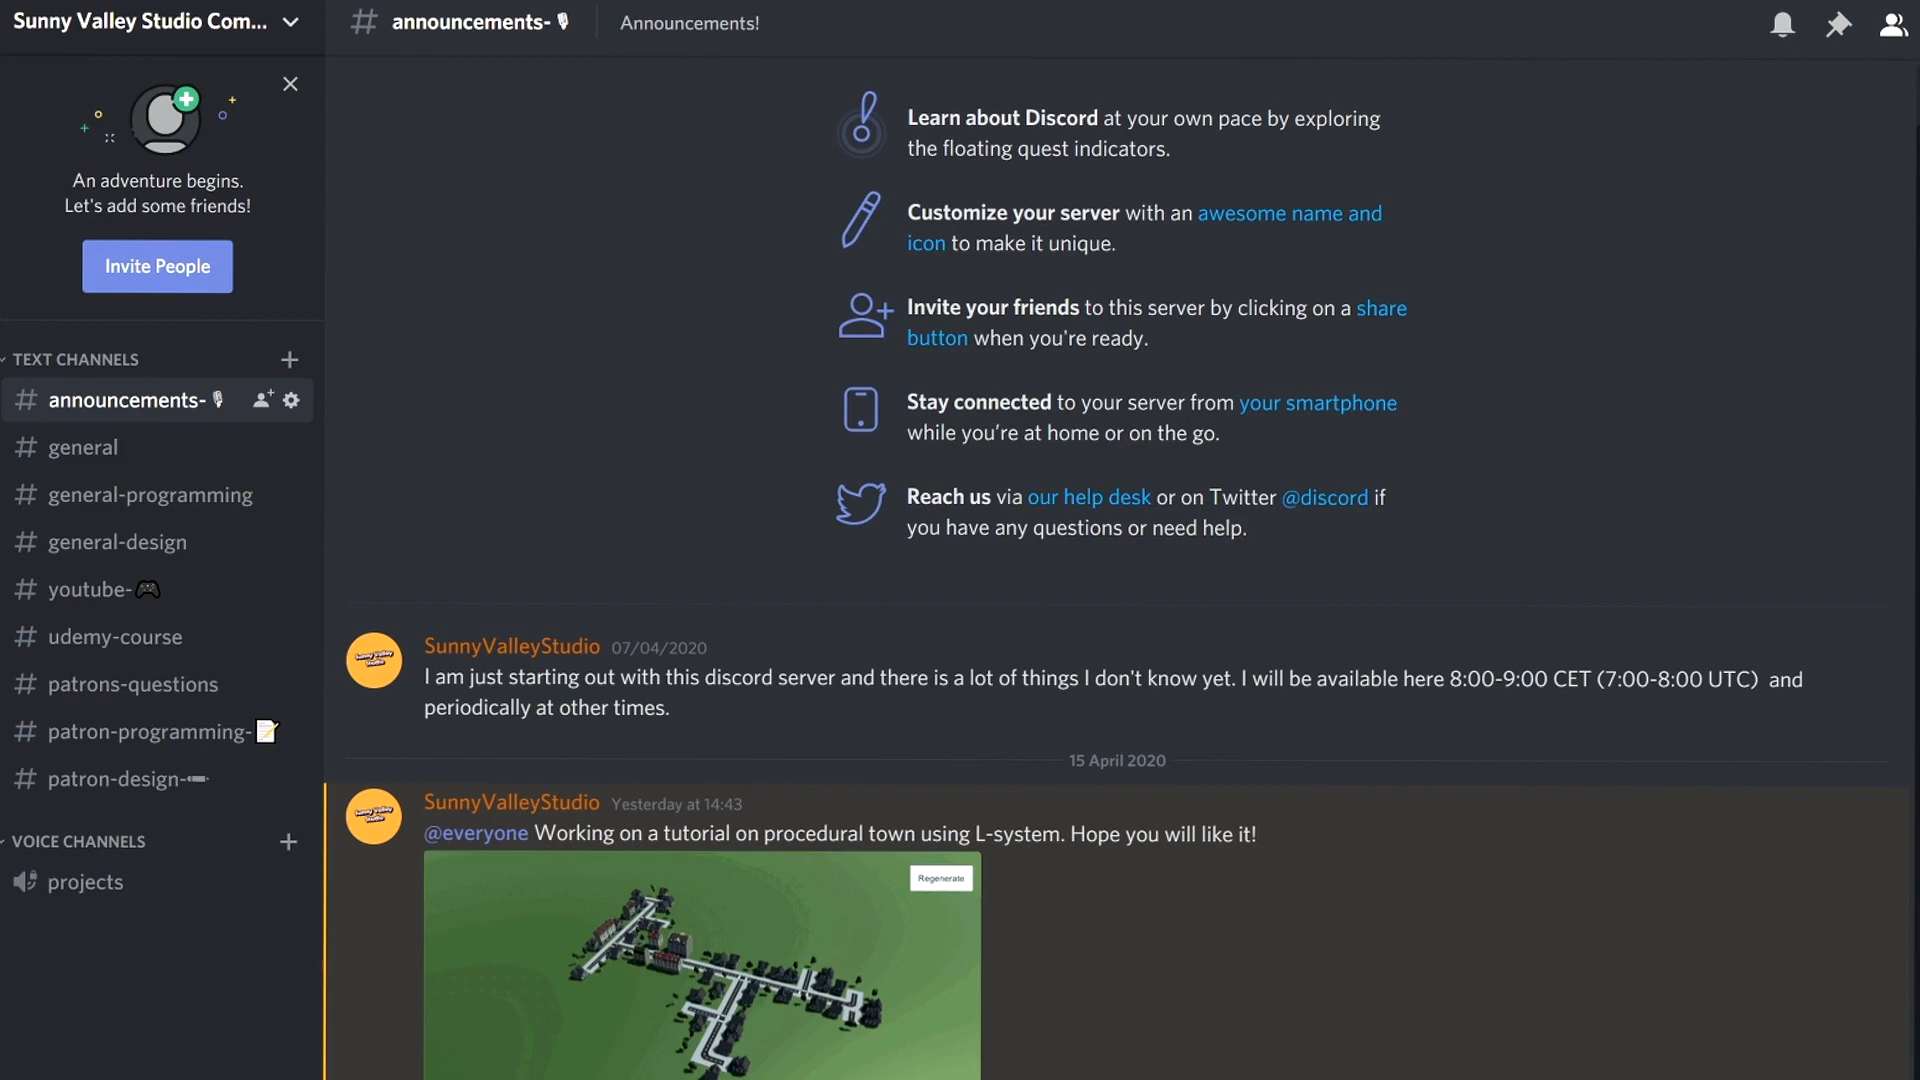 Sunny Valley Studio Com...
An adventure begins.
Let's add some friends!
Invite People
TEXT CHANNELS
announcements-
general
general-programming
general-design
youtube-
udemy-course
patrons-questions
patron-programming-
patron-design-
VOICE CHANNELS
projects
announcements-
Announcements!
Learn about Discord at your own pace by exploring
the floating quest indicators.
Customize your server with an awesome name and
icon to make it unique.
Invite your friends to this server by clicking on a share
button when you're ready.
Stay connected to your server from your smartphone
while you're at home or on the go.
Reach us via our help desk or on Twitter @discord if
you have any questions or need help.
Sunny Valley
Studio
SunnyValleyStudio 07/04/2020
I am just starting out with this discord server and there is a lot of things I don't know yet. I will be available here 8:00-9:00 CET (7:00-8:00 UTC) and
periodically at other times.
15 April 2020
Sunny Valley
Studio
SunnyValleyStudio Yesterday at 14:43
@everyone Working on a tutorial on procedural town using L-system. Hope you will like it!
Regenerate